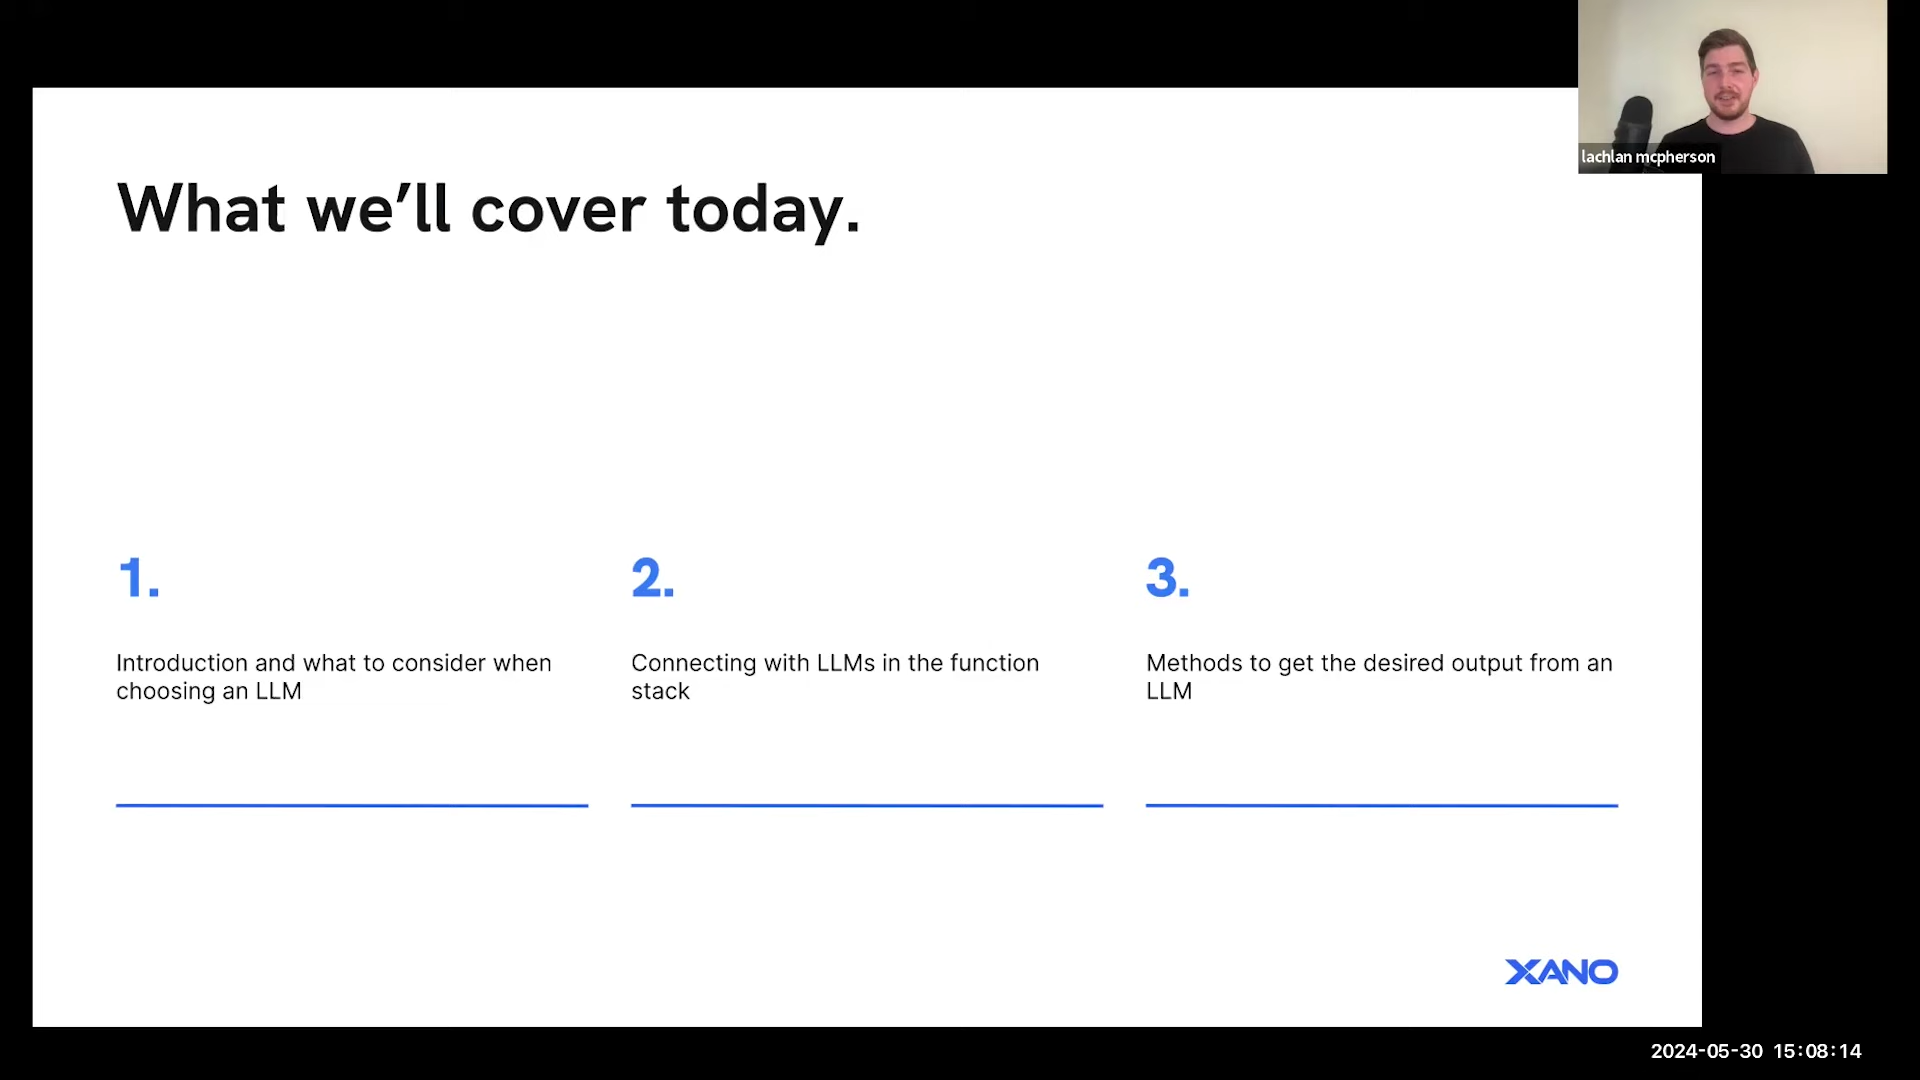 lachlan mcpherson
What we’ll cover today.
1.
Introduction and what to consider when
choosing an LLM
2.
Connecting with LLMs in the function
stack
3.
Methods to get the desired output from an
LLM
XANO
2024-05-30 15:08:14